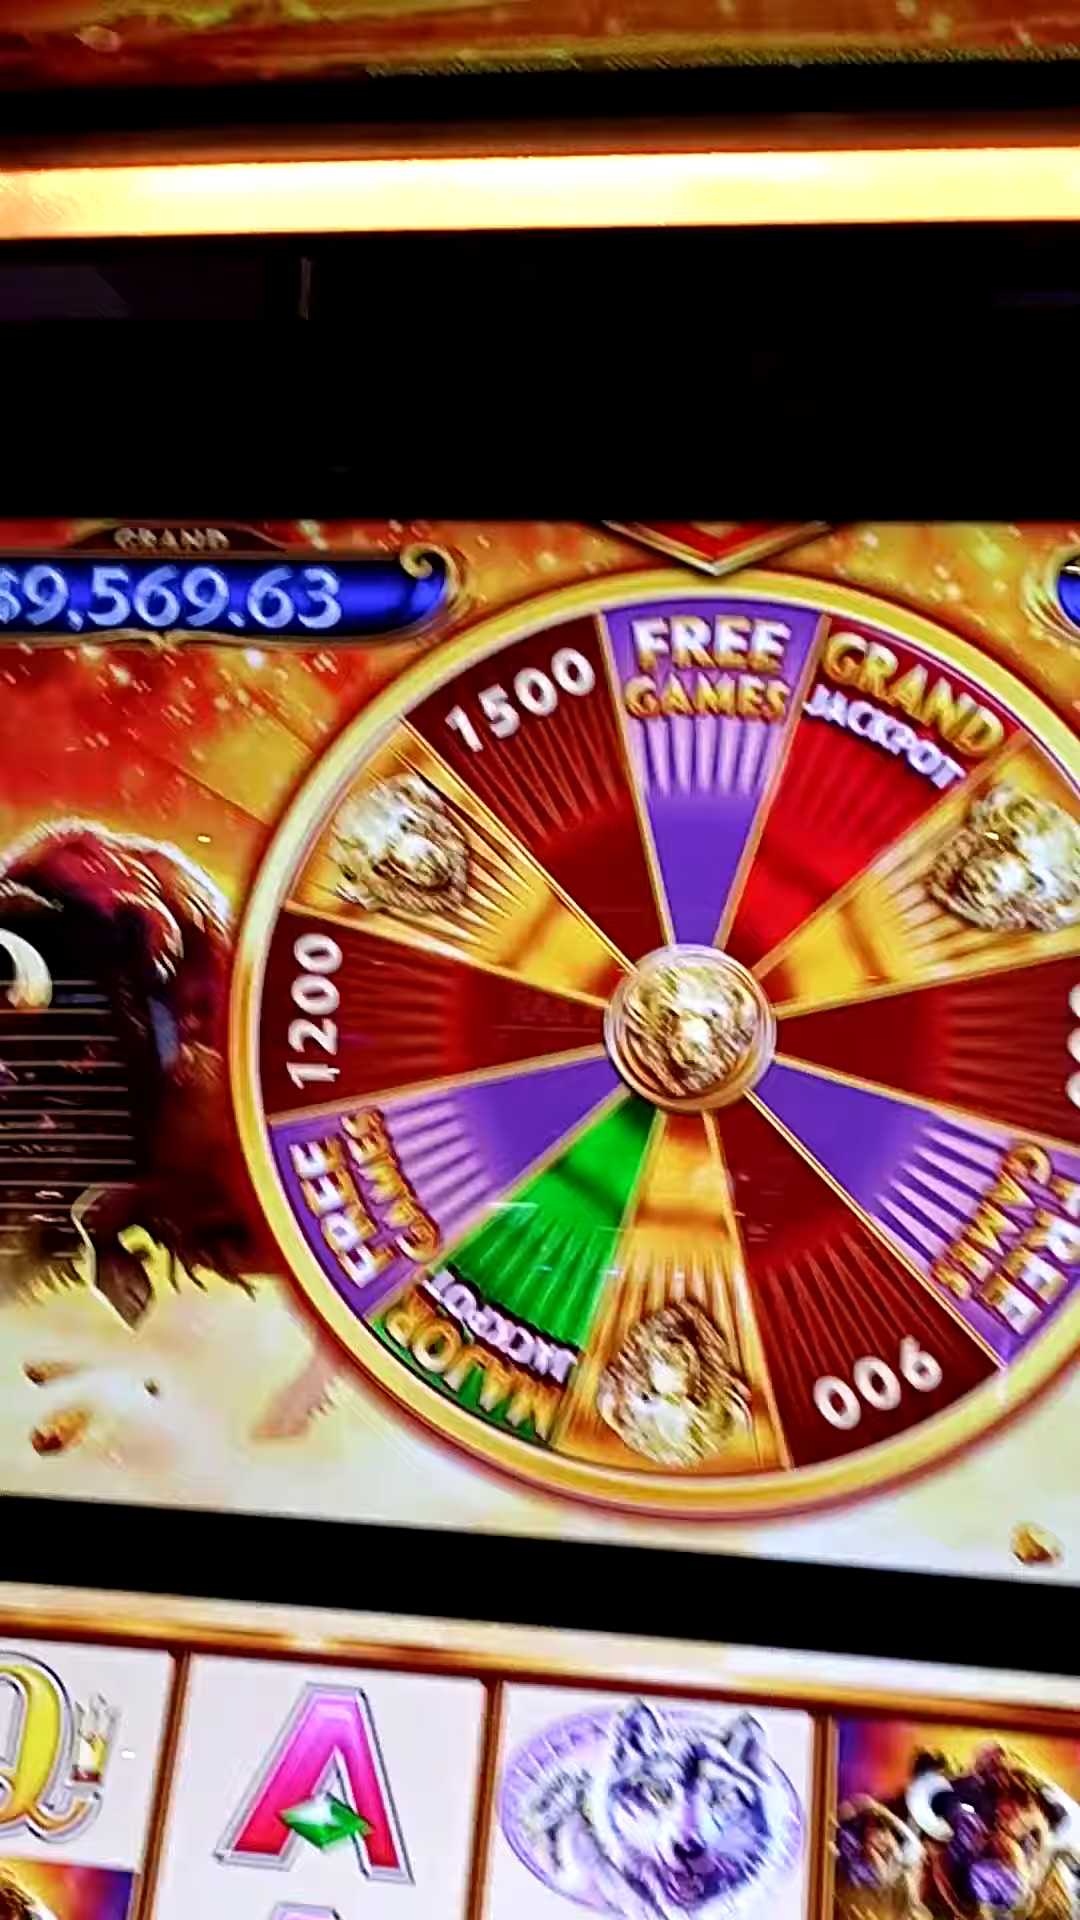 GRAND
$9,569.63
1500
FREE
GAMES
GRAND
JACKPOT
1200
FREE
GAMES
FREE
GAMES
MAJOR
JACKPOT
900
A